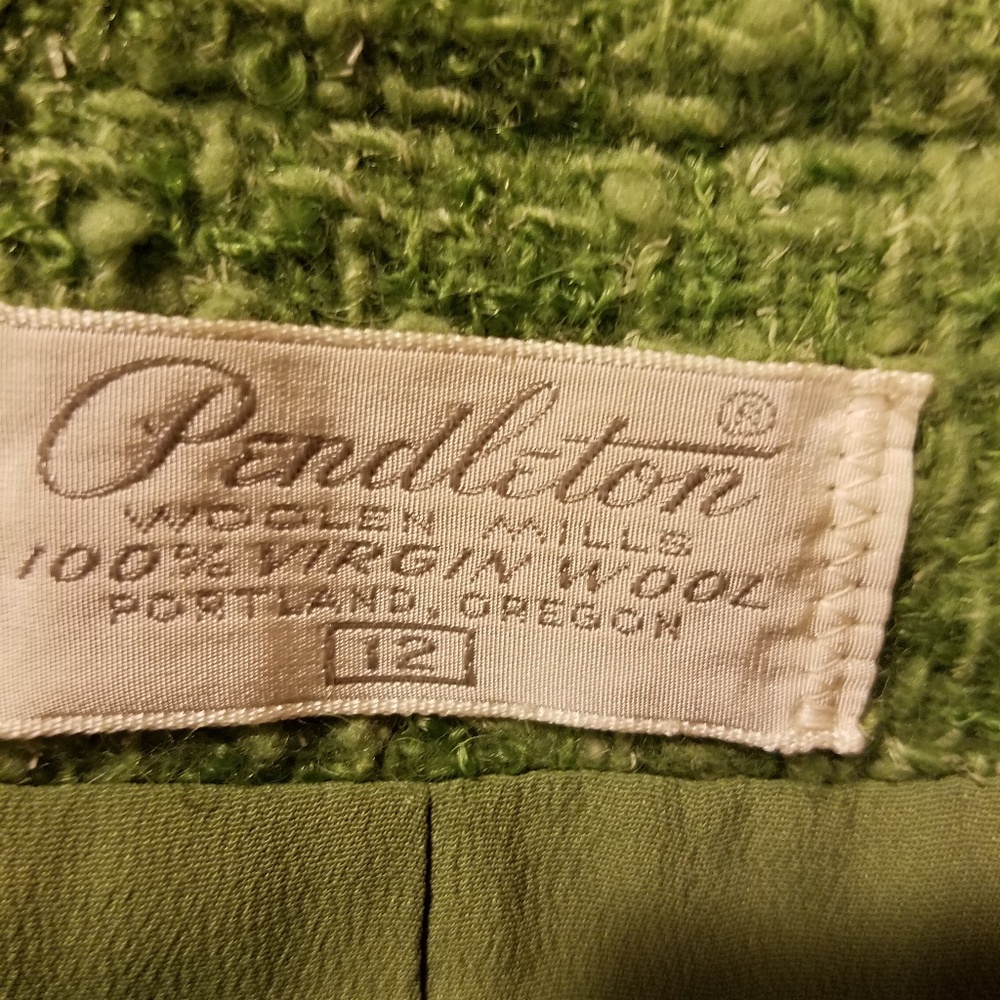 Pendleton ®
WOOLEN MILLS
100% VIRGIN WOOL
PORTLAND, OREGON
12